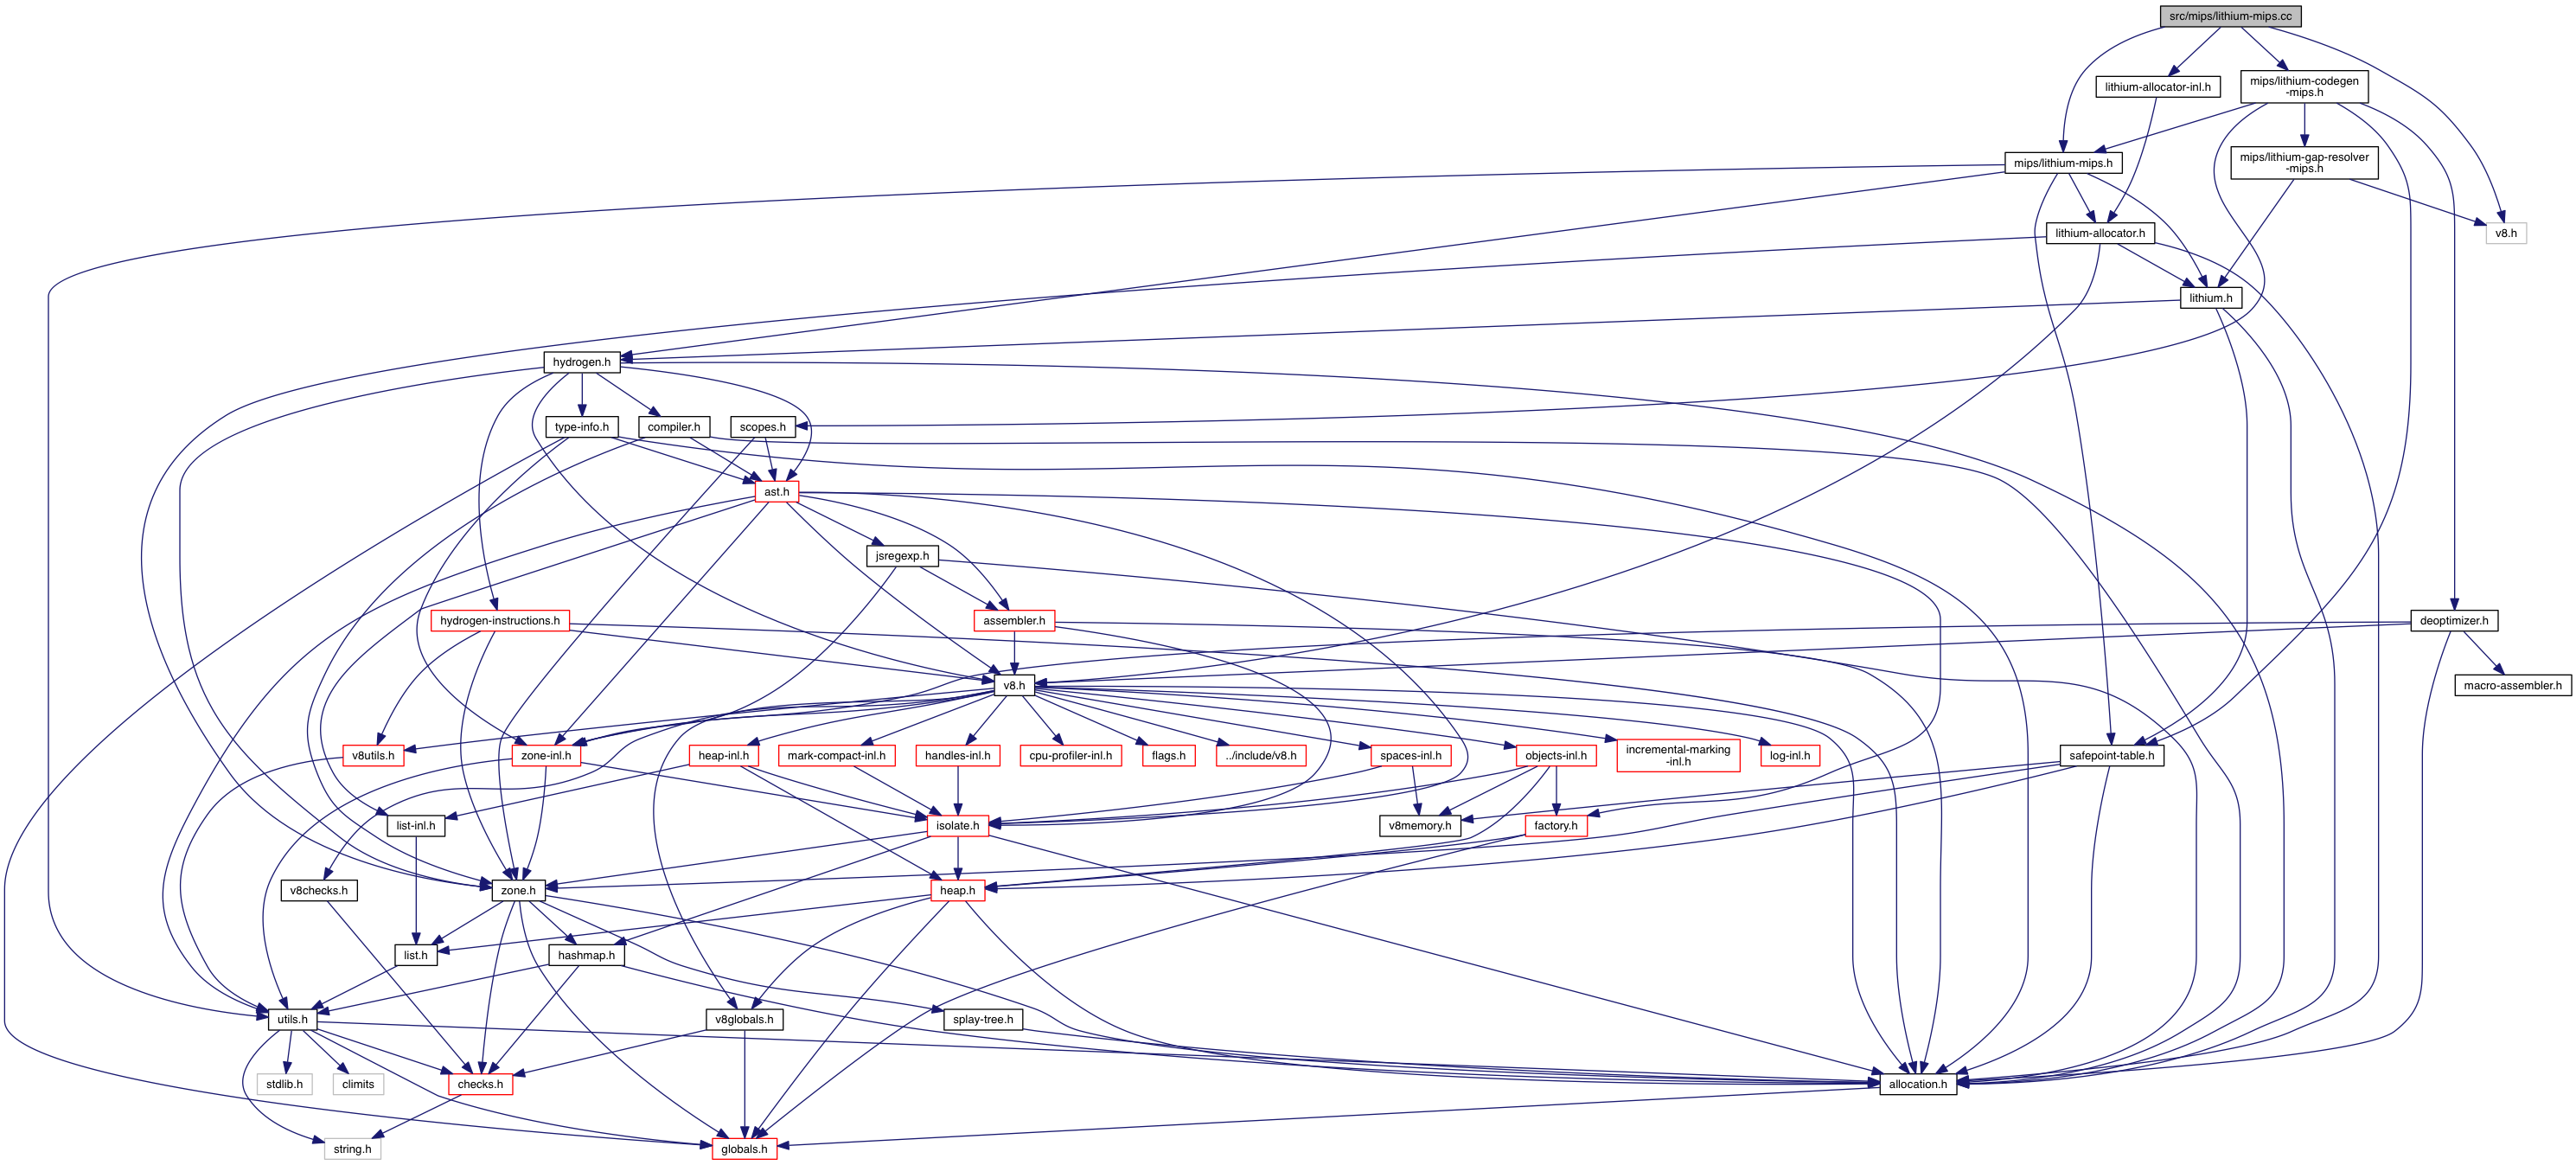 src/mips/lithium-mips.cc
lithium-allocator-inl.h
mips/lithium-codegen
-mips.h
mips/lithium-mips.h
mips/lithium-gap-resolver
-mips.h
lithium-allocator.h
v8.h
lithium.h
hydrogen.h
type-info.h
compiler.h
scopes.h
ast.h
jsregexp.h
hydrogen-instructions.h
assembler.h
deoptimizer.h
v8.h
macro-assembler.h
v8utils.h
zone-inl.h
heap-inl.h
mark-compact-inl.h
handles-inl.h
cpu-profiler-inl.h
flags.h
../include/v8.h
spaces-inl.h
objects-inl.h
incremental-marking
-inl.h
log-inl.h
safepoint-table.h
list-inl.h
isolate.h
v8memory.h
factory.h
v8checks.h
zone.h
heap.h
list.h
hashmap.h
utils.h
v8globals.h
splay-tree.h
stdlib.h
climits
checks.h
allocation.h
string.h
globals.h